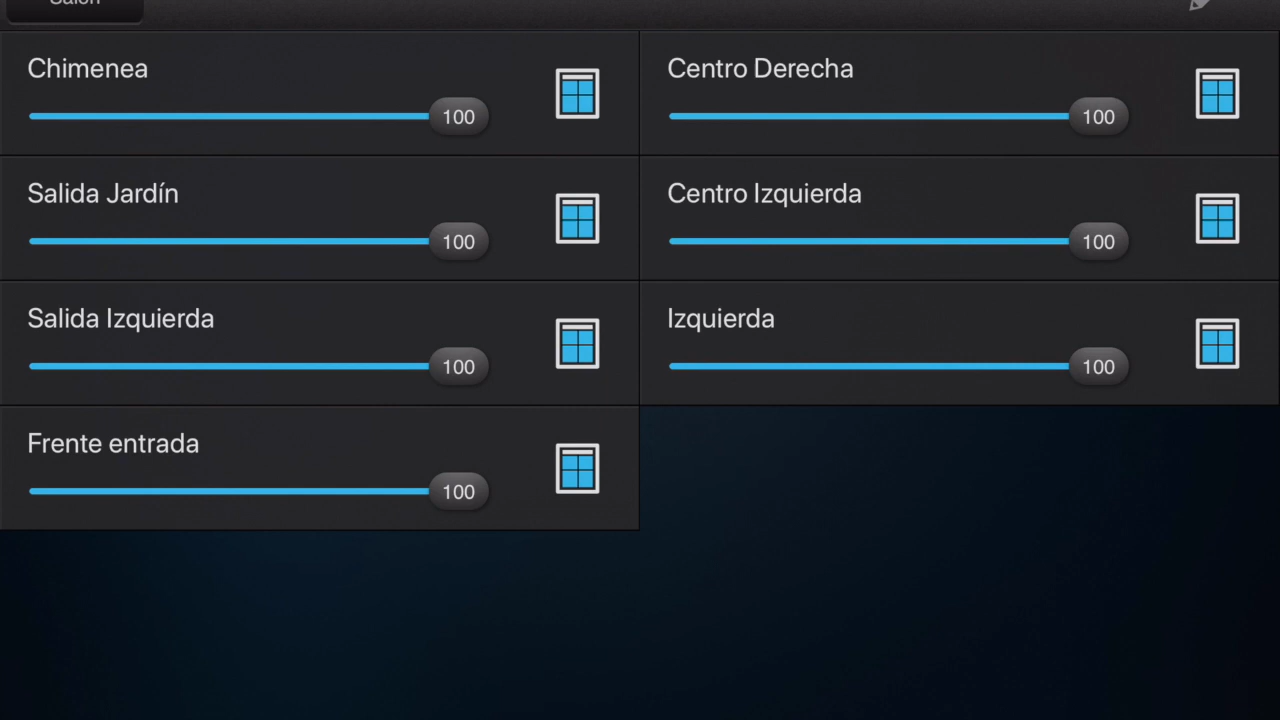 Salón
Chimenea
100
Centro Derecha
100
Salida Jardín
100
Centro Izquierda
100
Salida Izquierda
100
Izquierda
100
Frente entrada
100